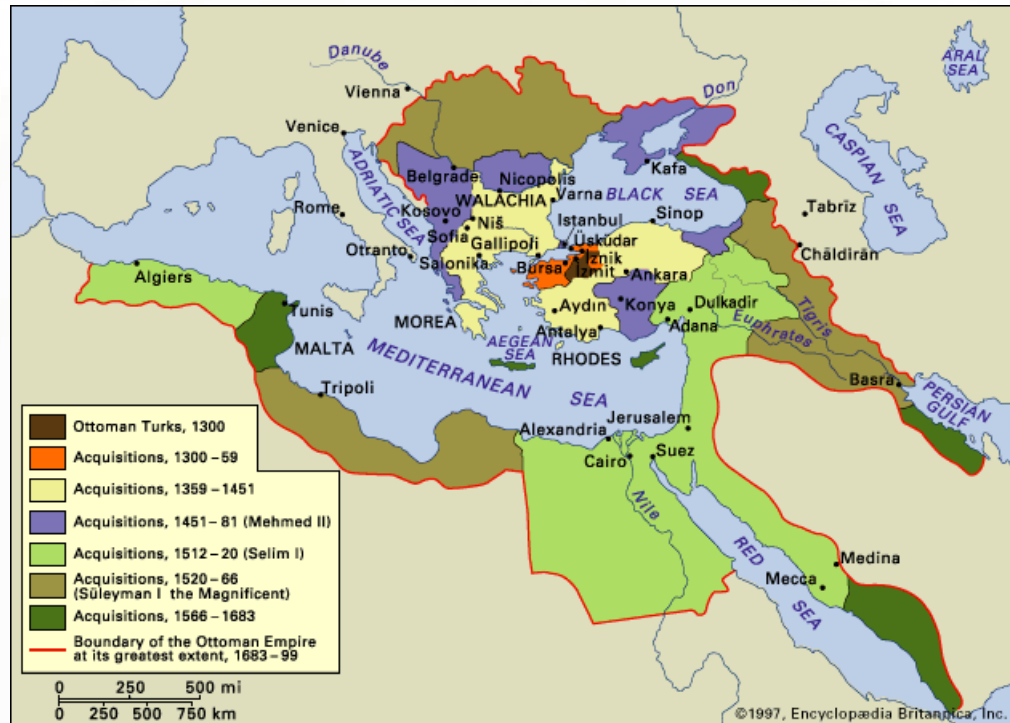 Danube
Vienna
Venice
ADRIATIC SEA
Belgrade
Nicopolis
WALACHIA
Varna
Kosovo
Niš
Sofia
Rome
Otranto
Salonika
Gallipoli
Istanbul
Üsküdar
İznik
İzmit
Bursa
Ankara
BLACK SEA
Sinop
Kafa
Don
ARAL
SEA
CASPIAN
SEA
Tabrīz
Chāldirān
Algiers
Tunis
MALTA
MOREA
Aydın
Antalya
Konya
Dulkadir
Adana
Euphrates
Tigris
AEGEAN
SEA
RHODES
MEDITERRANEAN SEA
Tripoli
Basra
PERSIAN
GULF
Jerusalem
Alexandria
Cairo
Suez
Nile
RED
SEA
Medina
Mecca
Ottoman Turks, 1300
Acquisitions, 1300–59
Acquisitions, 1359–1451
Acquisitions, 1451–81 (Mehmed II)
Acquisitions, 1512–20 (Selim I)
Acquisitions, 1520–66
(Süleyman I the Magnificent)
Acquisitions, 1566–1683
Boundary of the Ottoman Empire
at its greatest extent, 1683–99
0 250 500 mi
0 250 500 750 km
©1997, Encyclopædia Britannica, Inc.